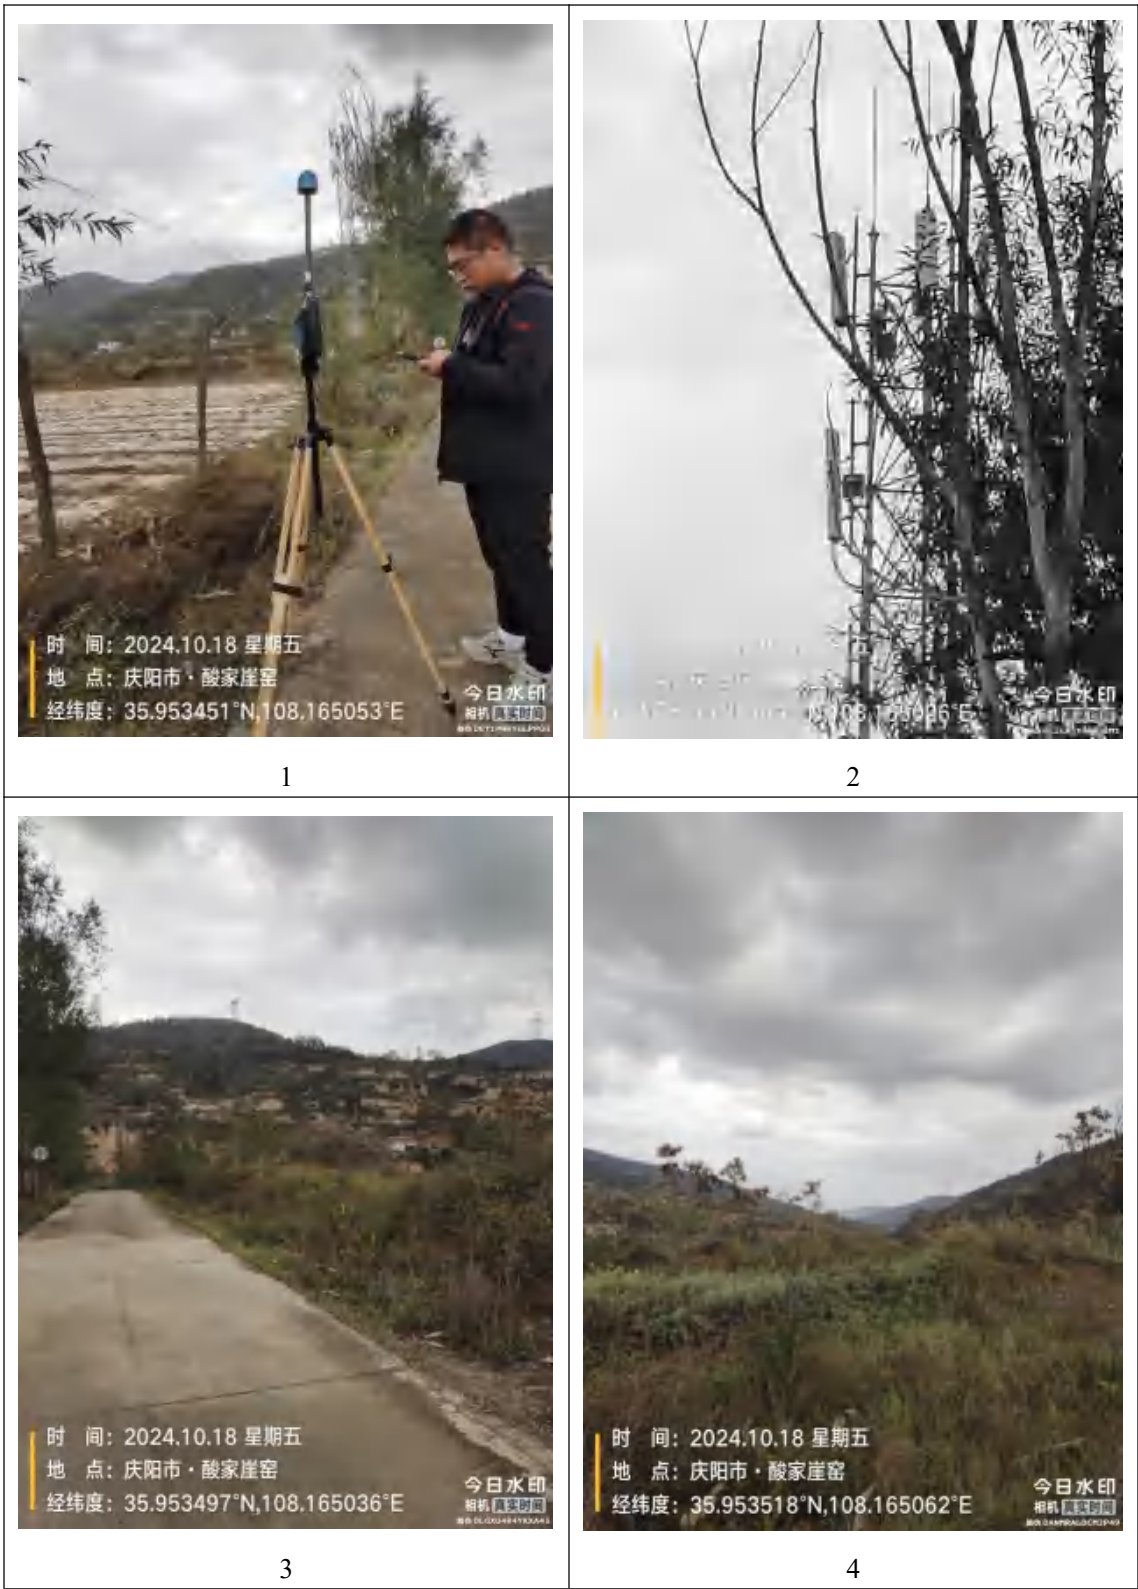 时 间：2024.10.18 星期五
地 点：庆阳市·酸家崖窑
经纬度：35.953451°N,108.165053°E
今日水印
相机 真实时间
1
今日水印
相机 真实时间
2
时 间：2024.10.18 星期五
地 点：庆阳市·酸家崖窑
经纬度：35.953497°N,108.165036°E
今日水印
相机 真实时间
3
时 间：2024.10.18 星期五
地 点：庆阳市·酸家崖窑
经纬度：35.953518°N,108.165062°E
今日水印
相机 真实时间
4